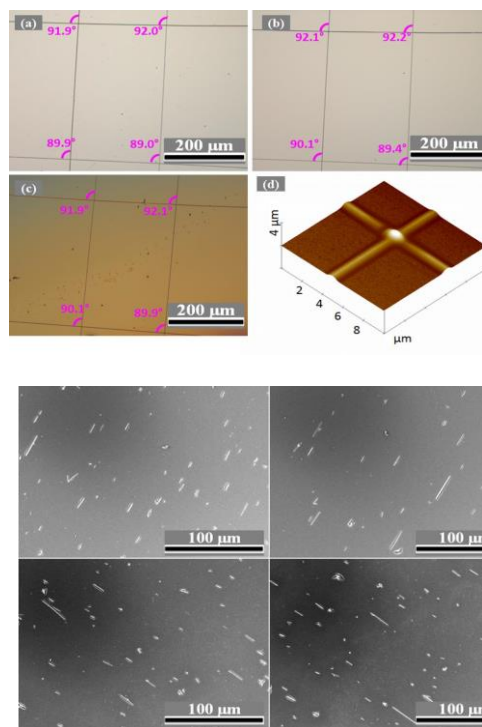 (a)
91.9°
92.0°
89.9°
89.0°
200 µm
(b)
92.1°
92.2°
90.1°
89.4°
200 µm
(c)
91.9°
92.1°
90.1°
89.9°
200 µm
(d)
4 µm
2
4
6
8
µm
100 µm
100 µm
100 µm
100 µm